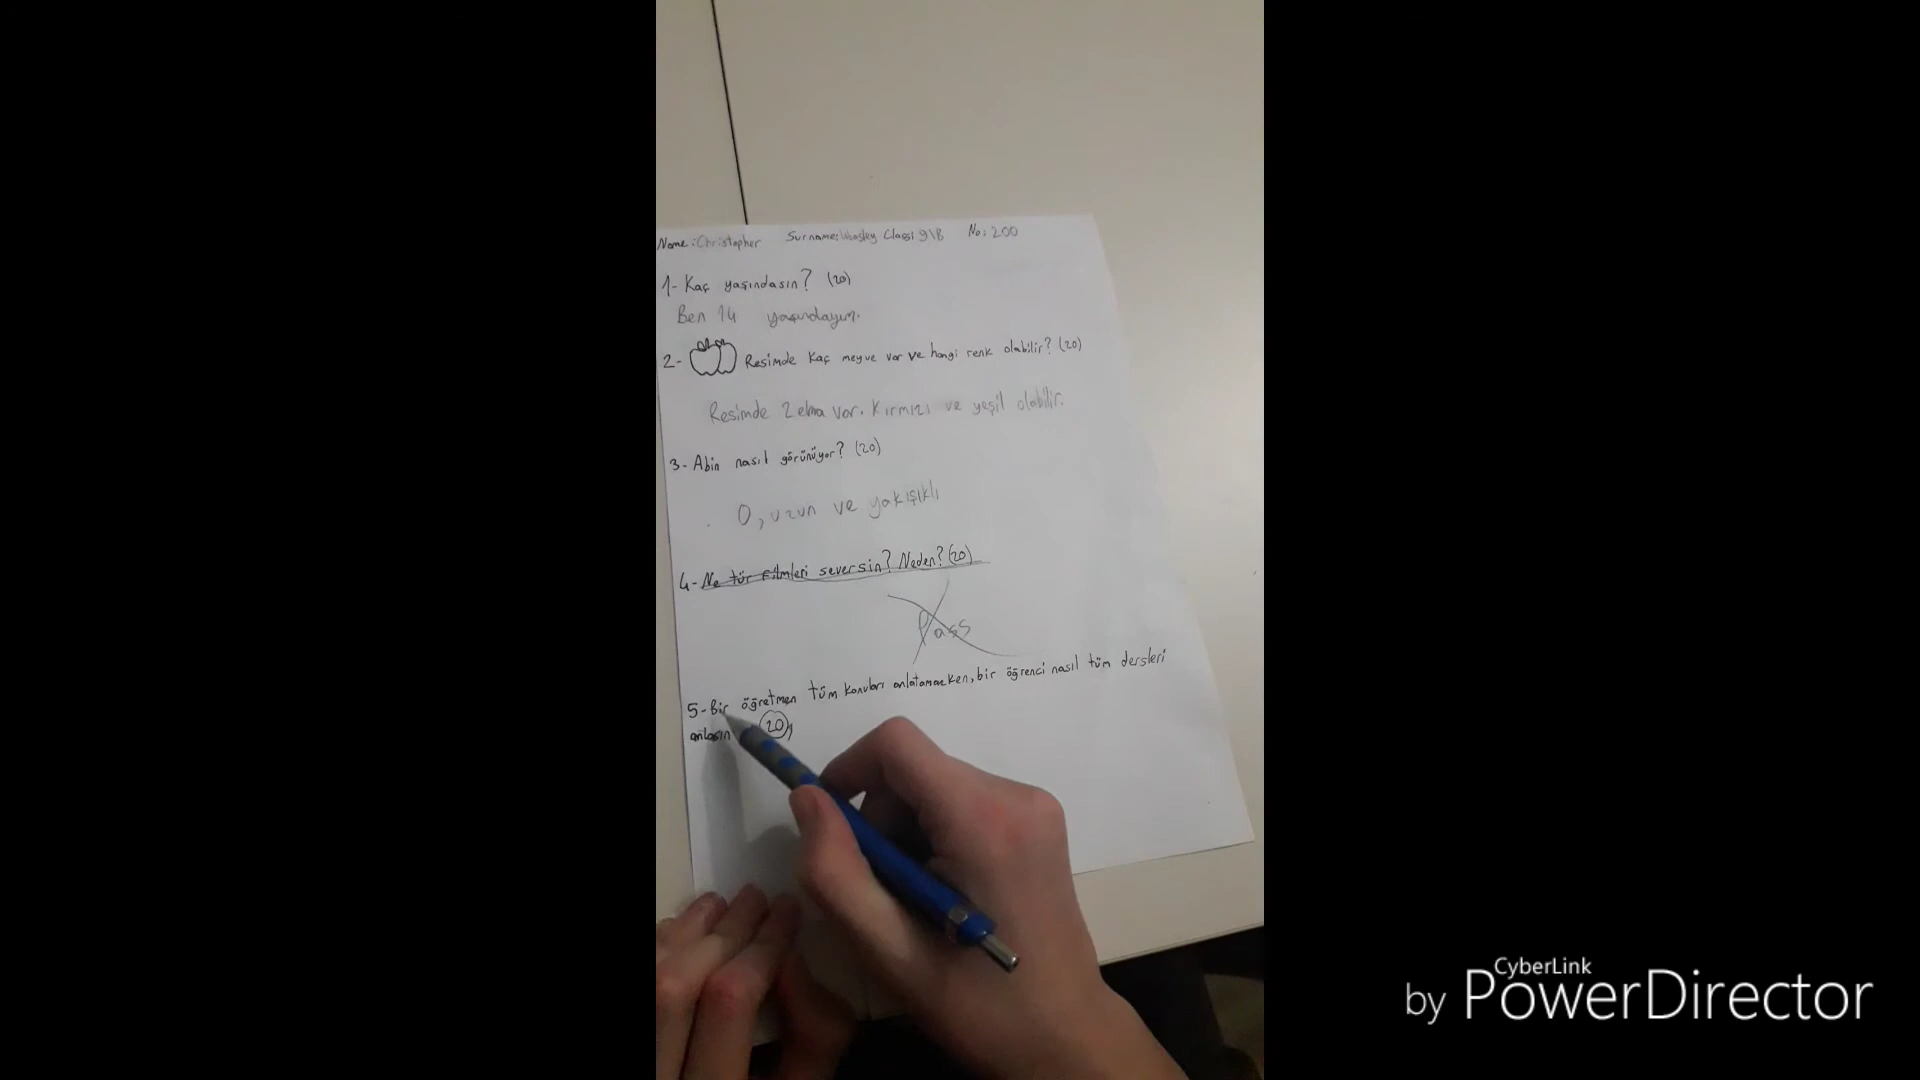 Name: Christopher Surname: Class: 9\B No: 200
1- Kaç yaşındasın? (20)
Ben 14 yaşındayım.
2- Resimde kaç meyve var ve hangi renk olabilir? (20)
Resimde 2 elma var. Kırmızı ve yeşil olabilir.
3- Abin nasıl görünüyor? (20)
O, uzun ve yakışıklı
4- Ne tür filmleri seversin? Neden? (20)
Pass
5- Bir öğretmen tüm konuları anlatamazken, bir öğrenci nasıl tüm dersleri
anlasın 20
by CyberLink PowerDirector